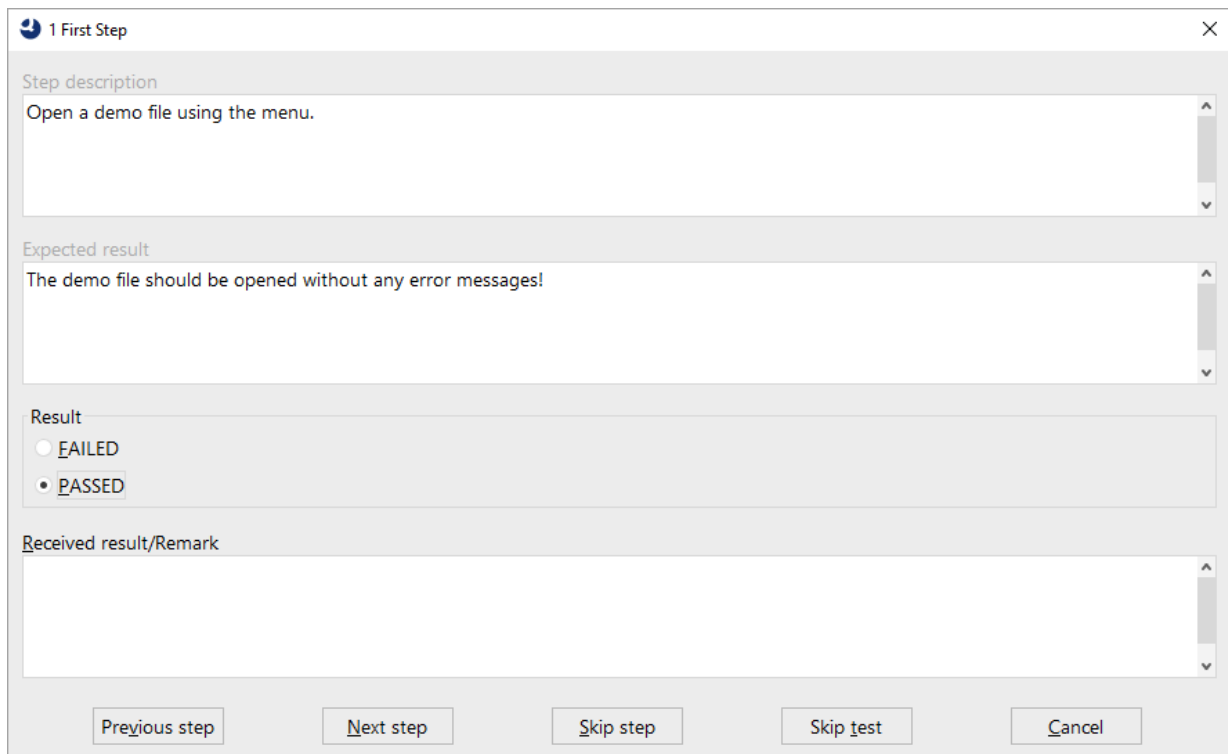 1 First Step
Step description
Open a demo file using the menu.
Expected result
The demo file should be opened without any error messages!
Result
FAILED
PASSED
Received result/Remark
Previous step Next step Skip step Skip test Cancel